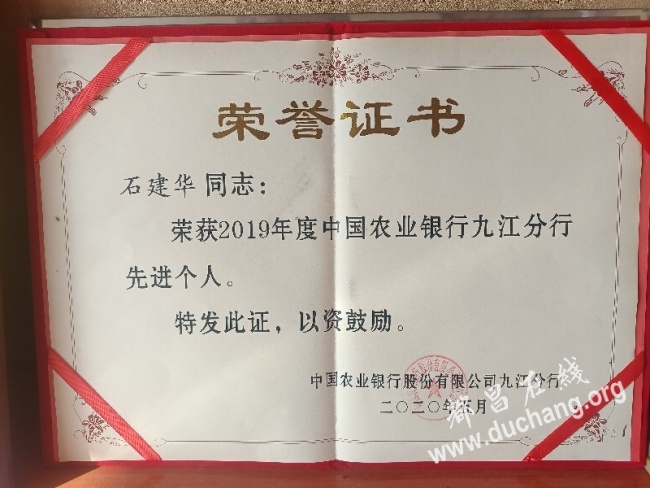 荣誉证书
石建华 同志：
荣获2019年度中国农业银行九江分行
先进个人。
特发此证，以资鼓励。
中国农业银行股份有限公司九江分行
二〇二〇年五月
都昌在线
www.duchang.org